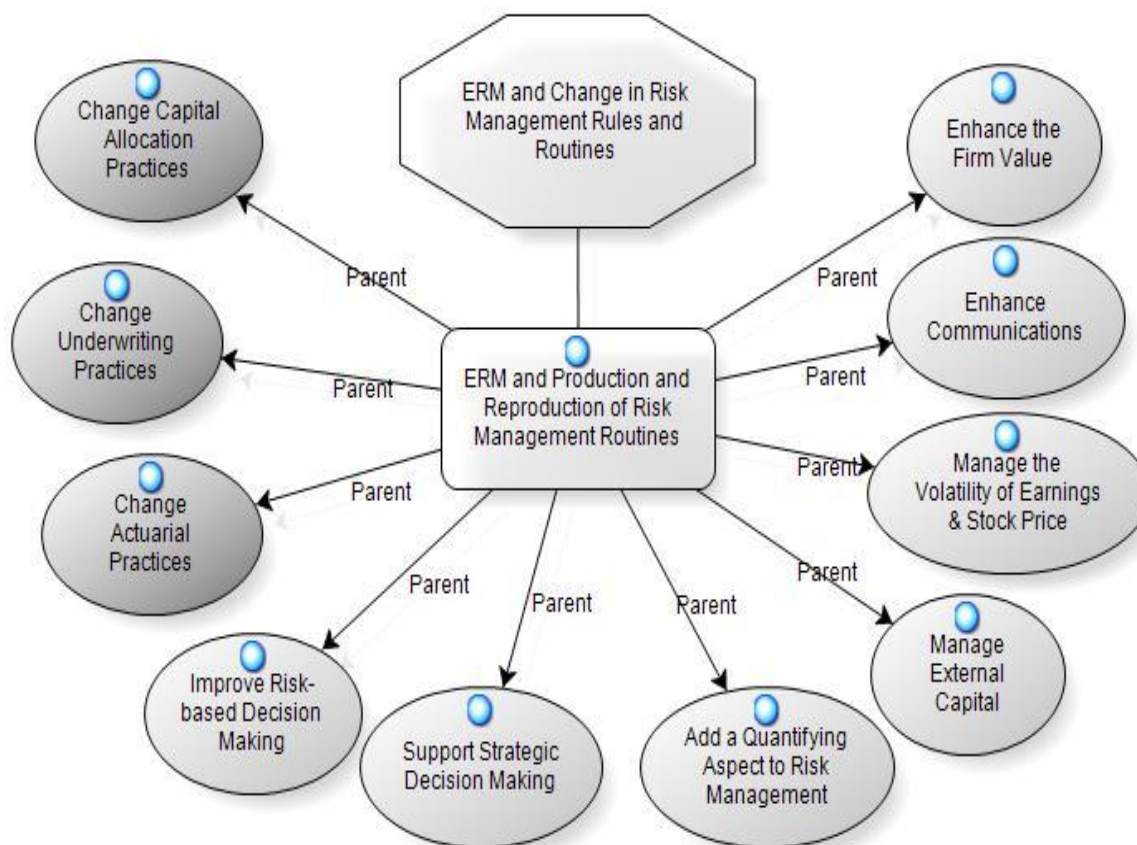 ERM and Change in Risk
Management Rules and
Routines
Change Capital
Allocation
Practices
Enhance the
Firm Value
Parent
Parent
Change
Underwriting
Practices
Enhance
Communications
Parent
Parent
ERM and Production and
Reproduction of Risk
Management Routines
Change
Actuarial
Practices
Manage the
Volatility of Earnings
& Stock Price
Parent
Parent
Parent
Parent
Parent
Parent
Improve Risk-
based Decision
Making
Support Strategic
Decision Making
Add a Quantifying
Aspect to Risk
Management
Manage
External
Capital